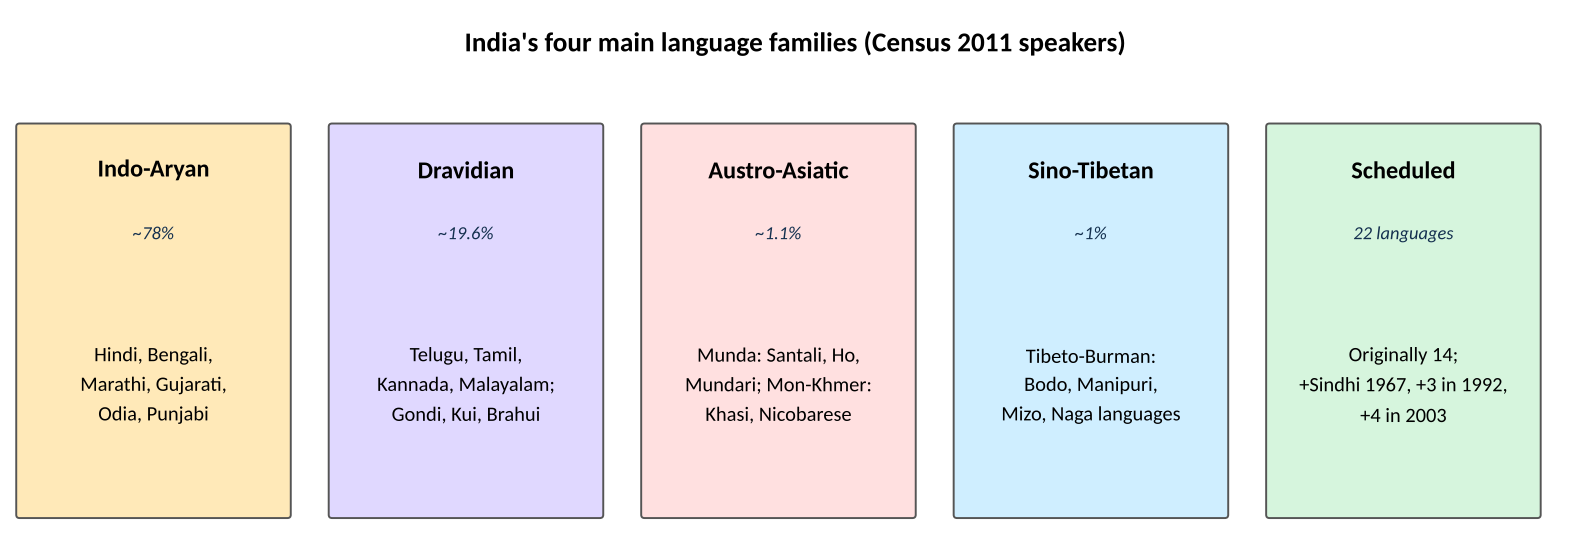 India's four main language families (Census 2011 speakers)
Indo-Aryan
~78%
Hindi, Bengali,
Marathi, Gujarati,
Odia, Punjabi
Dravidian
~19.6%
Telugu, Tamil,
Kannada, Malayalam;
Gondi, Kui, Brahui
Austro-Asiatic
~1.1%
Munda: Santali, Ho,
Mundari; Mon-Khmer:
Khasi, Nicobarese
Sino-Tibetan
~1%
Tibeto-Burman:
Bodo, Manipuri,
Mizo, Naga languages
Scheduled
22 languages
Originally 14;
+Sindhi 1967, +3 in 1992,
+4 in 2003